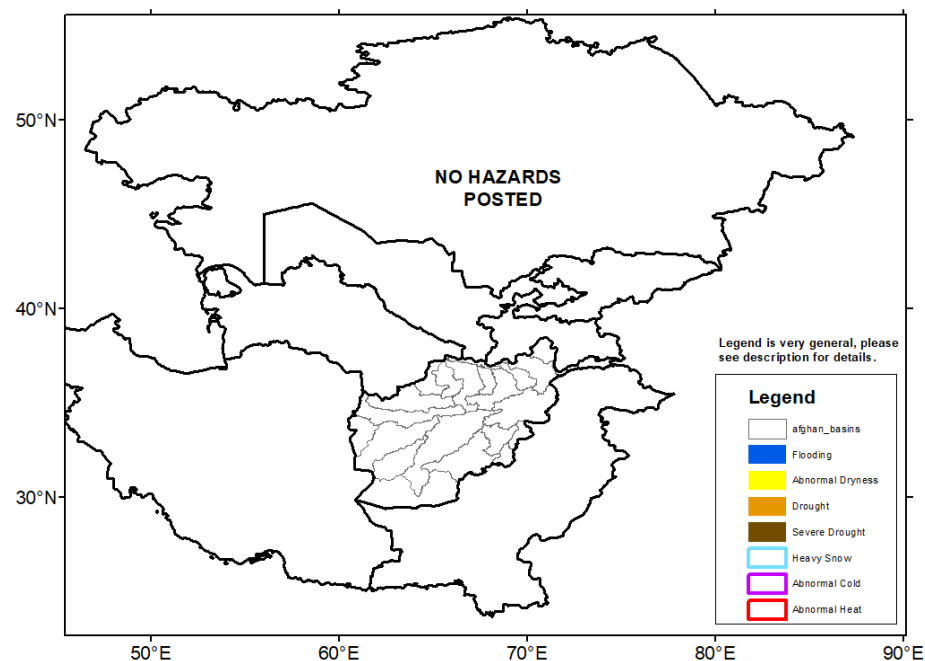 50°N
40°N
30°N
NO HAZARDS
POSTED
Legend is very general, please
see description for details.
Legend
afghan_basins
Flooding
Abnormal Dryness
Drought
Severe Drought
Heavy Snow
Abnormal Cold
Abnormal Heat
50°E 60°E 70°E 80°E 90°E